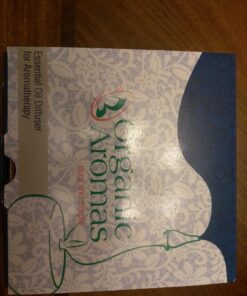 Organic
Aromas
Essential Oil Diffuser
for Aromatherapy